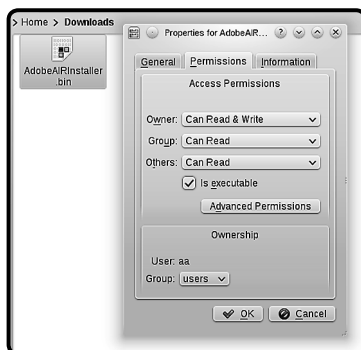 > Home > Downloads
AdobeAIRInstaller
.bin
Properties for AdobeAIR...
General Permissions Information
Access Permissions
Owner: Can Read & Write
Group: Can Read
Others: Can Read
Is executable
Advanced Permissions
Ownership
User: aa
Group: users
OK Cancel